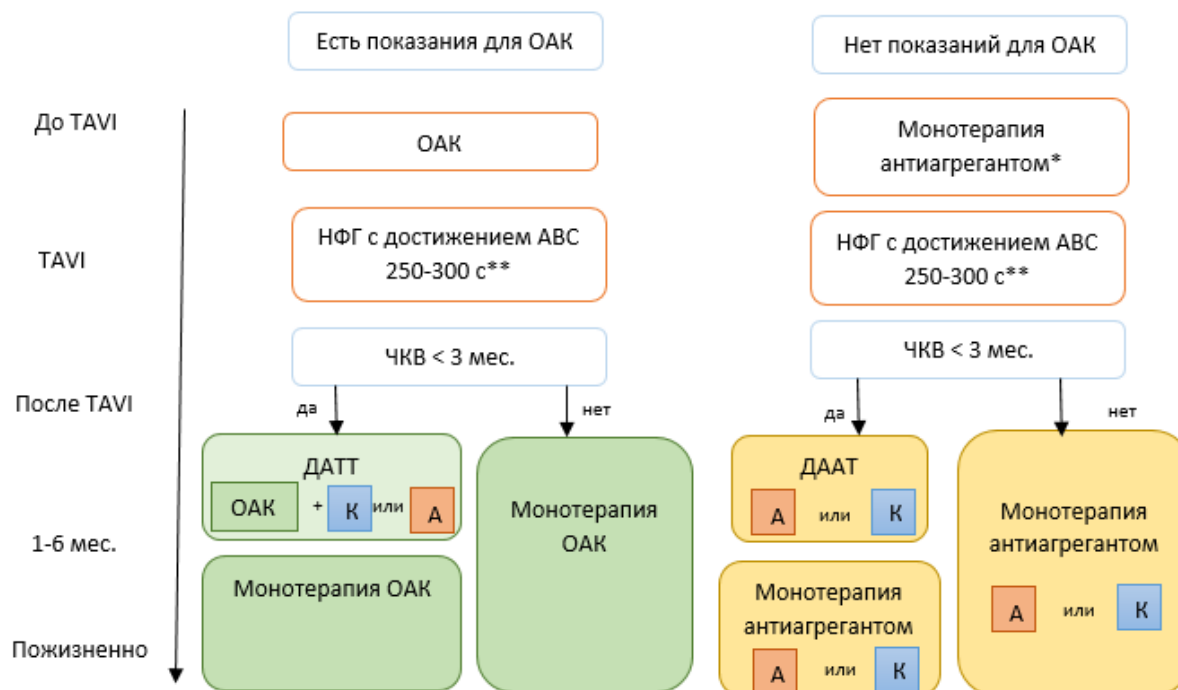 Есть показания для ОАК
Нет показаний для ОАК
До TAVI
ОАК
Монотерапия
антиагрегантом*
TAVI
НФГ с достижением АВС
250-300 с**
НФГ с достижением АВС
250-300 с**
ЧКВ < 3 мес.
ЧКВ < 3 мес.
После TAVI
да
нет
да
нет
ДАТТ
ОАК + К или А
Монотерапия
ОАК
ДААТ
А или К
Монотерапия
антиагрегантом
А или К
1-6 мес.
Монотерапия ОАК
Монотерапия
антиагрегантом
А или К
Пожизненно